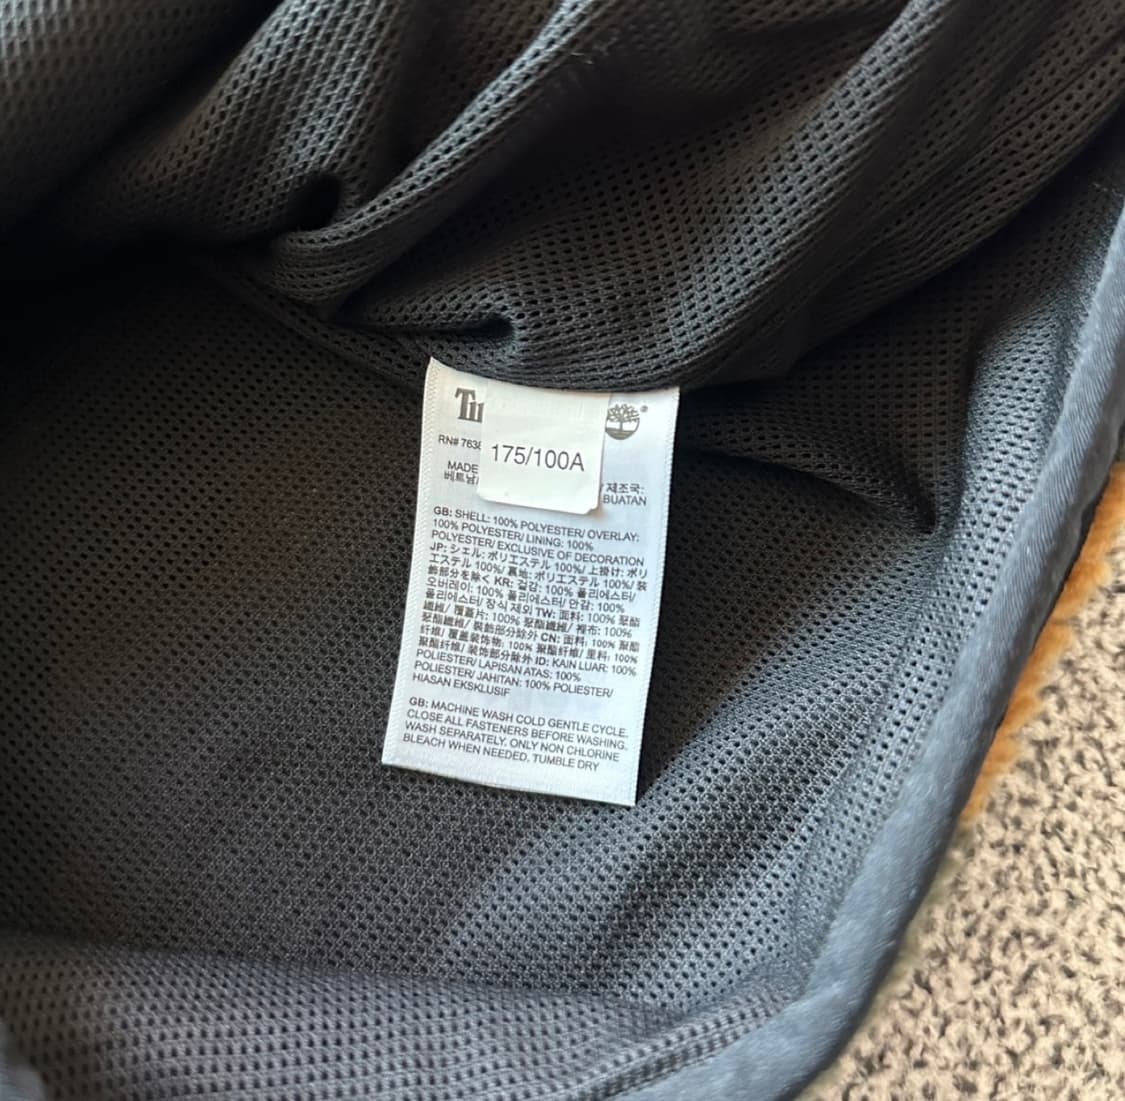 Ti
RN# 763
175/100A
MADE
베트남/ / 제조국:
BUATAN
GB: SHELL: 100% POLYESTER/ OVERLAY:
100% POLYESTER/ LINING: 100%
POLYESTER/ EXCLUSIVE OF DECORATION
JP: シェル: ポリエステル 100%/ 上掛け: ポリ
エステル 100%/ 裏地: ポリエステル 100%/ 装
飾部分を除く KR: 겉감: 100% 폴리에스터/
오버레이: 100% 폴리에스터/ 안감: 100%
폴리에스터/ 장식 제외 TW: 面料: 100% 聚酯
纖維/ 覆蓋片: 100% 聚酯纖維/ 裡布: 100%
聚酯纖維/ 裝飾部分除外 CN: 面料: 100% 聚酯
纤维/ 覆盖装饰物: 100% 聚酯纤维/ 里料: 100%
聚酯纤维/ 装饰部分除外 ID: KAIN LUAR: 100%
POLIESTER/ LAPISAN ATAS: 100%
POLIESTER/ JAHITAN: 100% POLIESTER/
HIASAN EKSKLUSIF
GB: MACHINE WASH COLD GENTLE CYCLE.
CLOSE ALL FASTENERS BEFORE WASHING.
WASH SEPARATELY. ONLY NON CHLORINE
BLEACH WHEN NEEDED. TUMBLE DRY